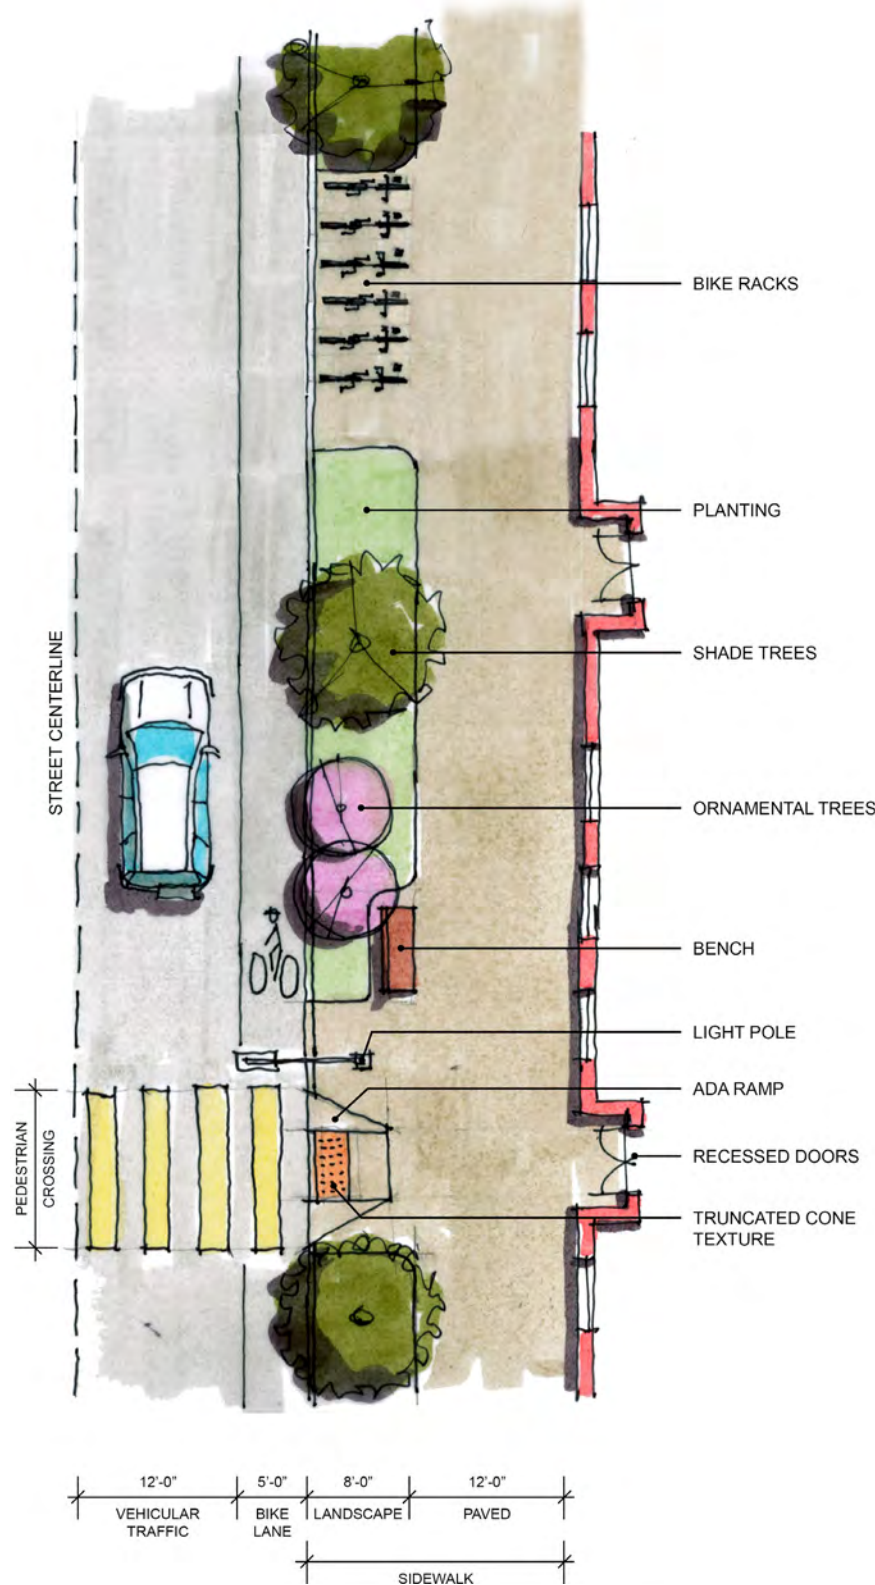 BIKE RACKS
PLANTING
SHADE TREES
STREET CENTERLINE
ORNAMENTAL TREES
BENCH
LIGHT POLE
ADA RAMP
PEDESTRIAN
CROSSING
RECESSED DOORS
TRUNCATED CONE
TEXTURE
12'-0" 5'-0" 8'-0" 12'-0"
VEHICULAR
TRAFFIC
BIKE
LANE
LANDSCAPE
PAVED
SIDEWALK